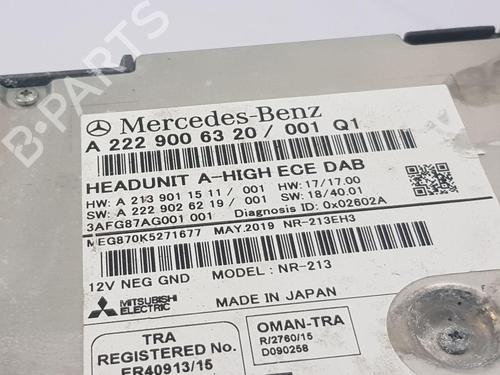 Mercedes-Benz
A 222 900 63 20/ 001 Q1
HEADUNIT A-HIGH ECE DAB
HW: A 213 901 15 11/ 001 HW: 17/17.00
SW: A 222 902 62 19/ 001 SW: 18/40.01
3AFG87AG001 001 Diagnosis ID: 0x02602A
MEG870K5271677 MAY.2019 NR-213EH3
12V NEG GND MODEL: NR-213
MITSUBISHI ELECTRIC MADE IN JAPAN
TRA
REGISTERED No.
ER40913/15
OMAN-TRA
R/2760/15
D090258
B-PARTS